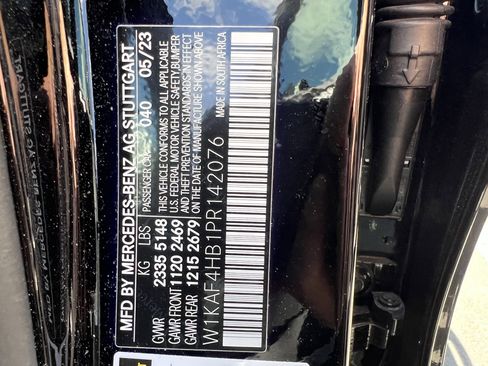 MFD. BY MERCEDES-BENZ AG STUTTGART
PASSENGER CAR 040 05/23
KG LBS
GVWR 2335 5148
GAWR FRONT 1120 2469
GAWR REAR 1215 2679
THIS VEHICLE CONFORMS TO ALL APPLICABLE
U.S. FEDERAL MOTOR VEHICLE SAFETY, BUMPER
AND THEFT PREVENTION STANDARDS IN EFFECT
ON THE DATE OF MANUFACTURE SHOWN ABOVE
W1KAF4HB1PR142076
MADE IN SOUTH AFRICA